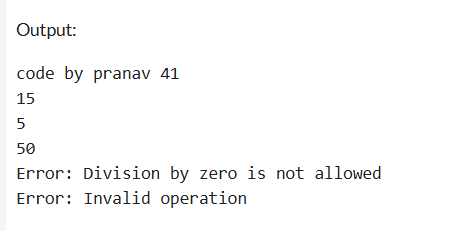 Output:
code by pranav 41
15
5
50
Error: Division by zero is not allowed
Error: Invalid operation